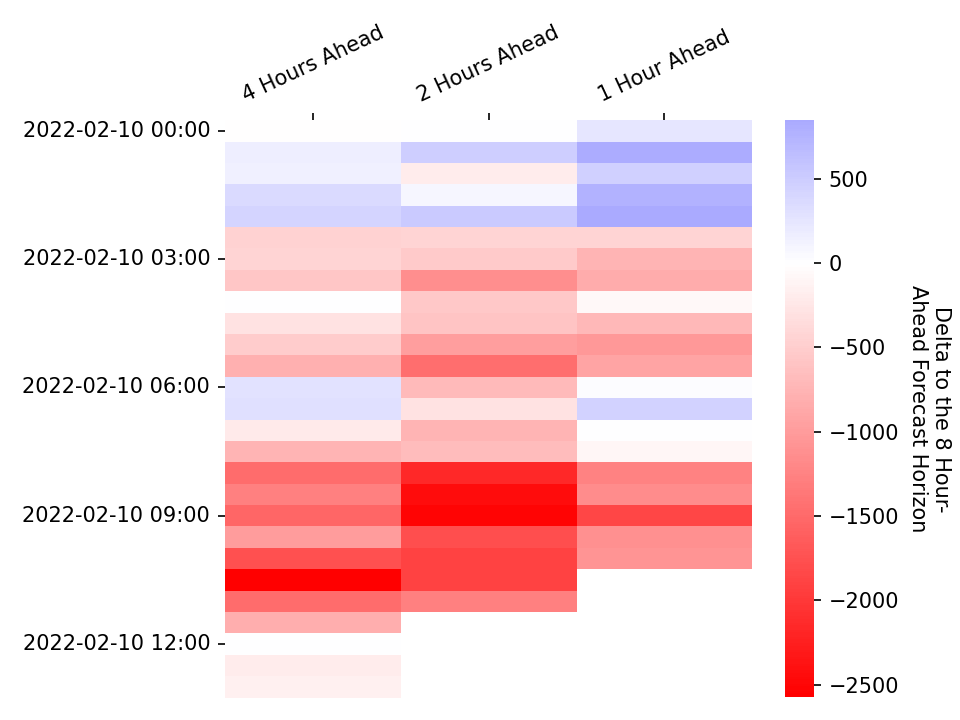 4 Hours Ahead
2 Hours Ahead
1 Hour Ahead
2022-02-10 00:00
2022-02-10 03:00
2022-02-10 06:00
2022-02-10 09:00
2022-02-10 12:00
500
0
−500
−1000
−1500
−2000
−2500
Delta to the 8 Hour-
Ahead Forecast Horizon